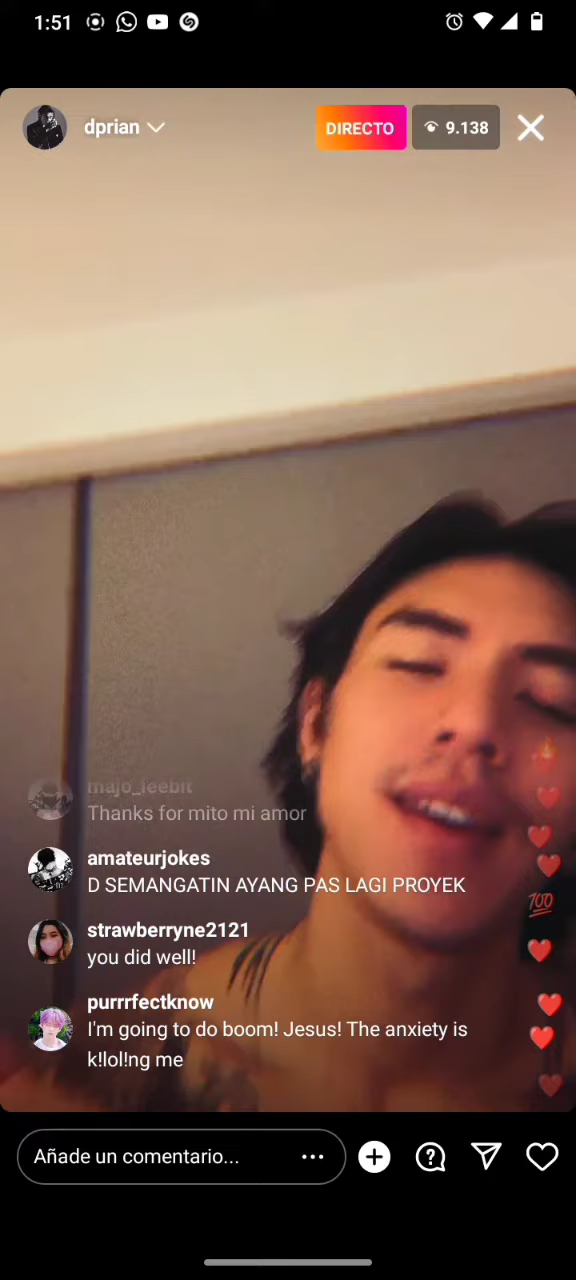 1:51
dprian
DIRECTO
9.138
majo_leebit
Thanks for mito mi amor
amateurjokes
D SEMANGATIN AYANG PAS LAGI PROYEK
strawberryne2121
you did well!
purrrfectknow
I'm going to do boom! Jesus! The anxiety is
k!lol!ng me
Añade un comentario...